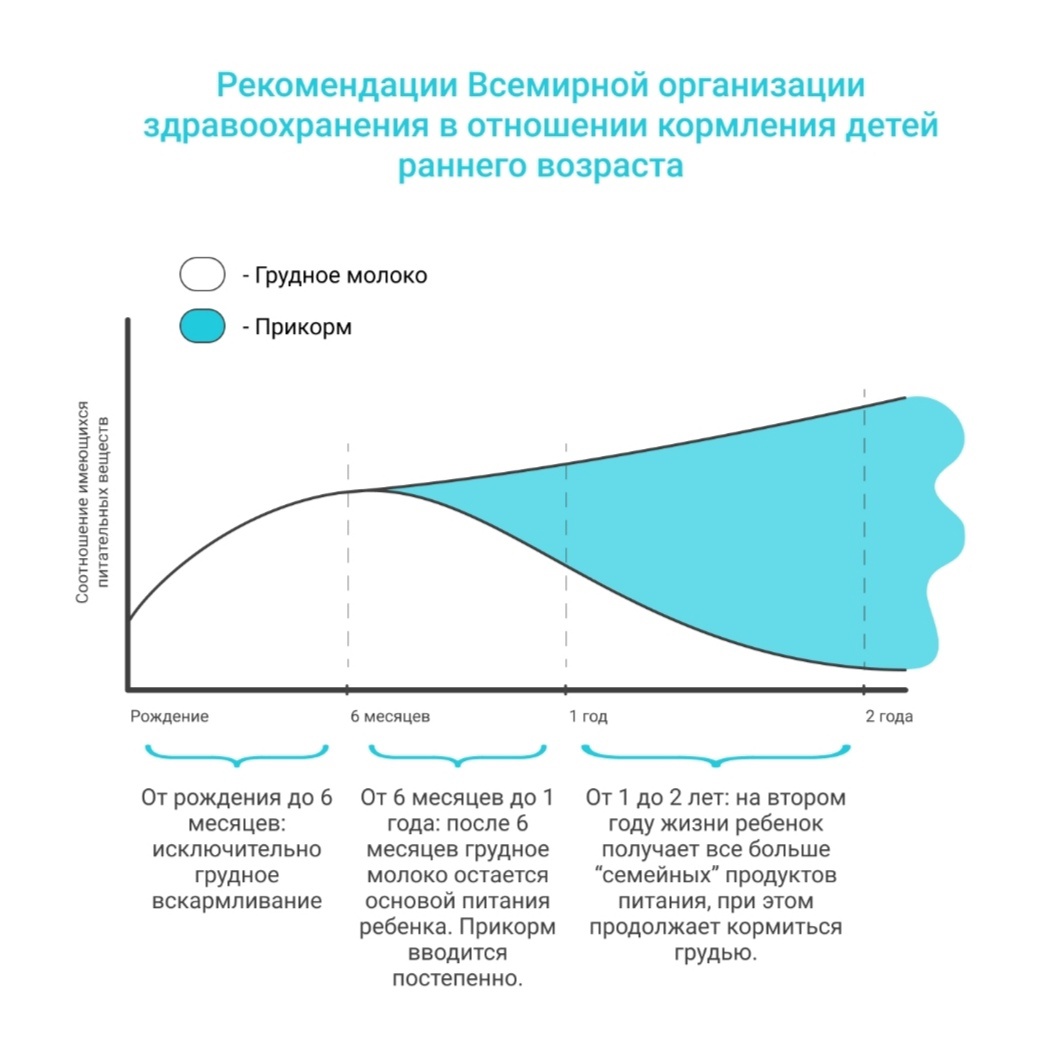 Рекомендации Всемирной организации
здравоохранения в отношении кормления детей
раннего возраста
- Грудное молоко
- Прикорм
Соотношение имеющихся
питательных веществ
Рождение
6 месяцев
1 год
2 года
От рождения до 6
месяцев:
исключительно
грудное
вскармливание
От 6 месяцев до 1
года: после 6
месяцев грудное
молоко остается
основой питания
ребенка. Прикорм
вводится
постепенно.
От 1 до 2 лет: на втором
году жизни ребенок
получает все больше
“семейных” продуктов
питания, при этом
продолжает кормиться
грудью.